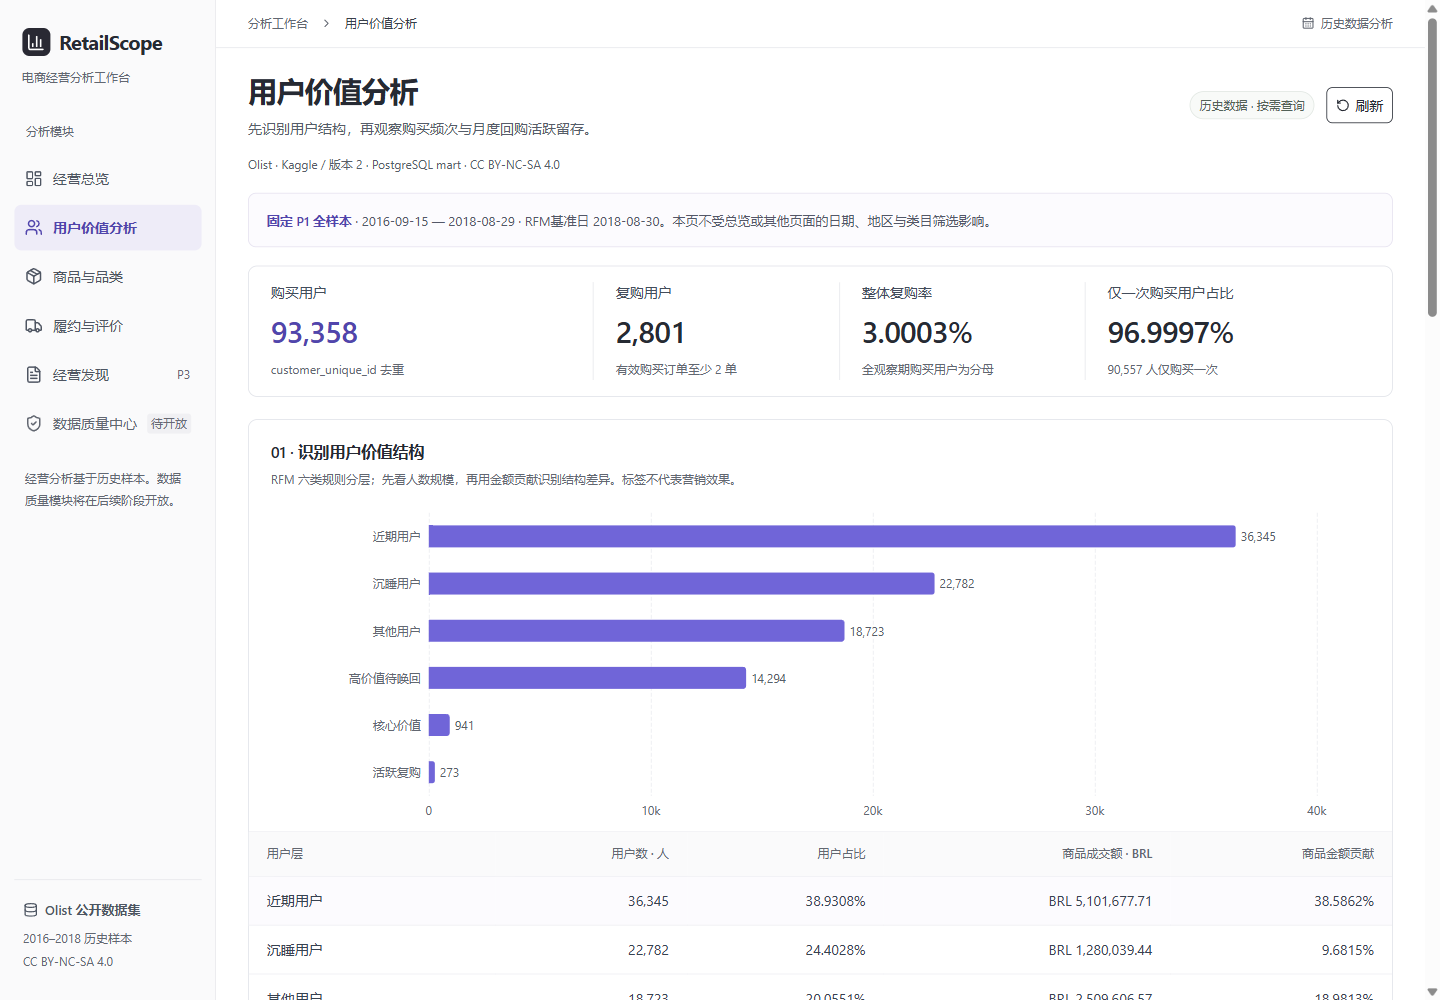 RetailScope
电商经营分析工作台
分析模块
经营总览
用户价值分析
商品与品类
履约与评价
经营发现 P3
数据质量中心 待开放
经营分析基于历史样本。数据
质量模块将在后续阶段开放。
Olist 公开数据集
2016–2018 历史样本
CC BY-NC-SA 4.0
分析工作台 > 用户价值分析
历史数据分析
用户价值分析
先识别用户结构，再观察购买频次与月度回购活跃留存。
Olist · Kaggle / 版本 2 · PostgreSQL mart · CC BY-NC-SA 4.0
历史数据 · 按需查询
刷新
固定 P1 全样本 · 2016-09-15 — 2018-08-29 · RFM基准日 2018-08-30。本页不受总览或其他页面的日期、地区与类目筛选影响。
购买用户
93,358
customer_unique_id 去重
复购用户
2,801
有效购买订单至少 2 单
整体复购率
3.0003%
全观察期购买用户为分母
仅一次购买用户占比
96.9997%
90,557 人仅购买一次
01 · 识别用户价值结构
RFM 六类规则分层；先看人数规模，再用金额贡献识别结构差异。标签不代表营销效果。
近期用户 36,345
沉睡用户 22,782
其他用户 18,723
高价值待唤回 14,294
核心价值 941
活跃复购 273
0 10k 20k 30k 40k
用户层 用户数 · 人 用户占比 商品成交额 · BRL 商品金额贡献
近期用户 36,345 38.9308% BRL 5,101,677.71 38.5862%
沉睡用户 22,782 24.4028% BRL 1,280,039.44 9.6815%
其他用户 18,723 20.0551% BRL 2,509,606.57 18.9813%